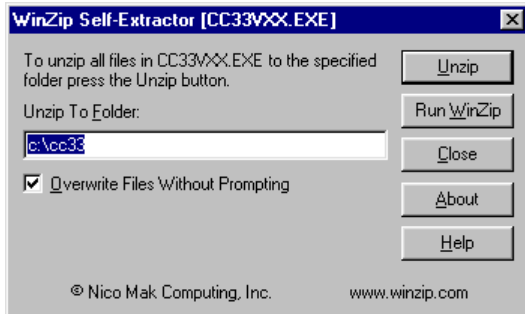 WinZip Self-Extractor [CC33VXX.EXE]
To unzip all files in CC33VXX.EXE to the specified
folder press the Unzip button.
Unzip To Folder:
c:\cc33
Overwrite Files Without Prompting
Unzip
Run WinZip
Close
About
Help
© Nico Mak Computing, Inc. www.winzip.com